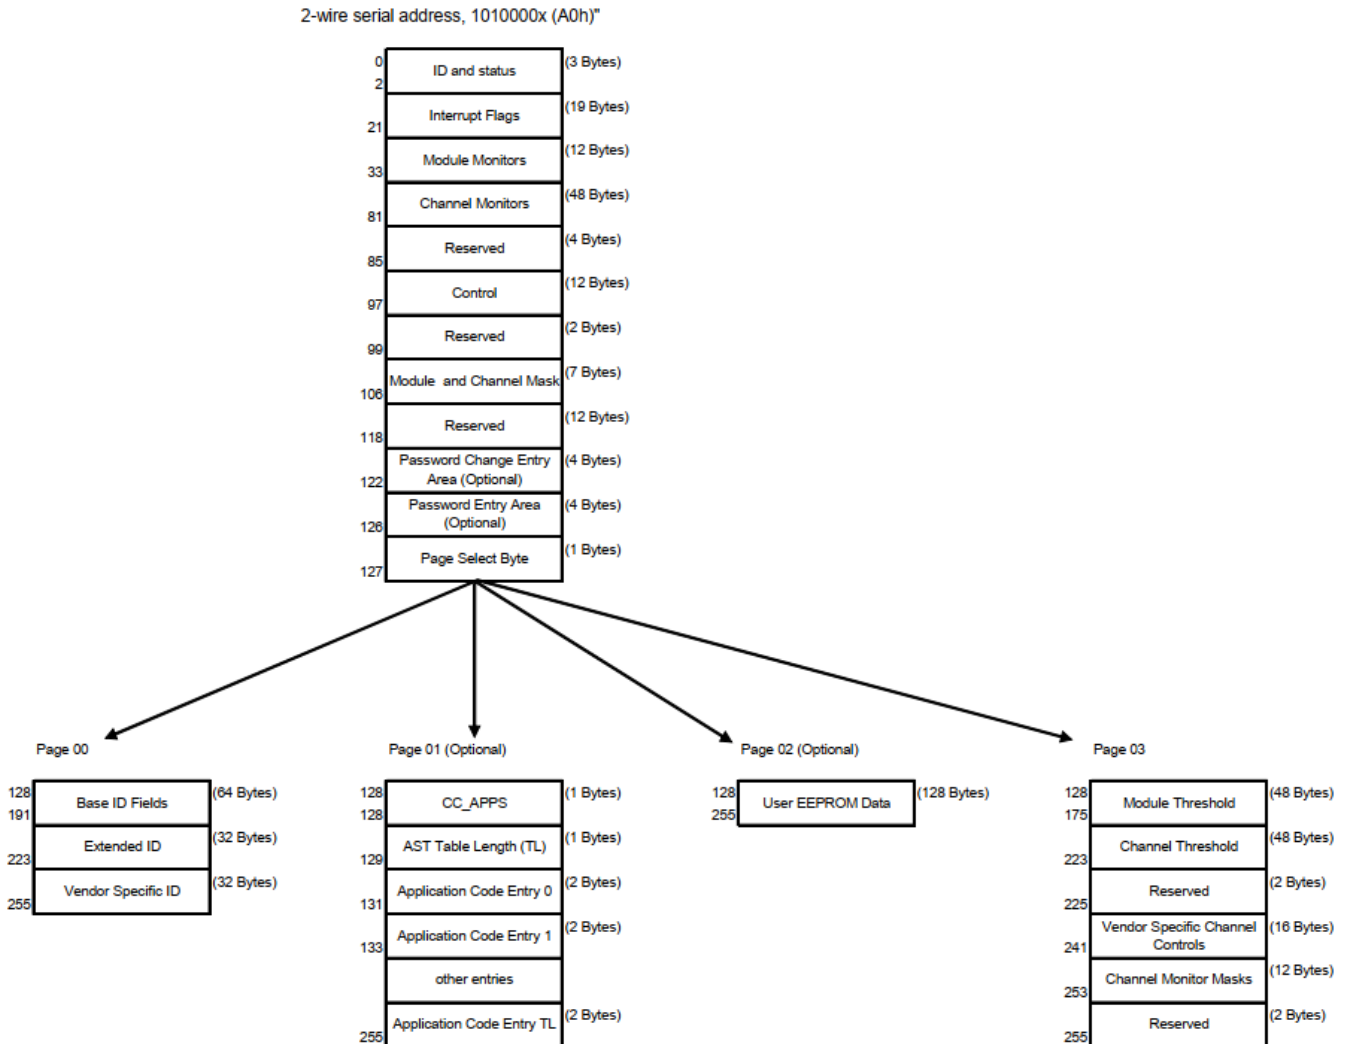 2-wire serial address, 1010000x (A0h)"
0
2
ID and status
(3 Bytes)
21
Interrupt Flags
(19 Bytes)
33
Module Monitors
(12 Bytes)
81
Channel Monitors
(48 Bytes)
85
Reserved
(4 Bytes)
97
Control
(12 Bytes)
99
Reserved
(2 Bytes)
106
Module and Channel Mask
(7 Bytes)
118
Reserved
(12 Bytes)
122
Password Change Entry
Area (Optional)
(4 Bytes)
126
Password Entry Area
(Optional)
(4 Bytes)
127
Page Select Byte
(1 Bytes)
Page 00
128
191
Base ID Fields
(64 Bytes)
223
Extended ID
(32 Bytes)
255
Vendor Specific ID
(32 Bytes)
Page 01 (Optional)
128
128
CC_APPS
(1 Bytes)
129
AST Table Length (TL)
(1 Bytes)
131
Application Code Entry 0
(2 Bytes)
133
Application Code Entry 1
(2 Bytes)
other entries
255
Application Code Entry TL
(2 Bytes)
Page 02 (Optional)
128
255
User EEPROM Data
(128 Bytes)
Page 03
128
175
Module Threshold
(48 Bytes)
223
Channel Threshold
(48 Bytes)
225
Reserved
(2 Bytes)
241
Vendor Specific Channel
Controls
(16 Bytes)
253
Channel Monitor Masks
(12 Bytes)
255
Reserved
(2 Bytes)